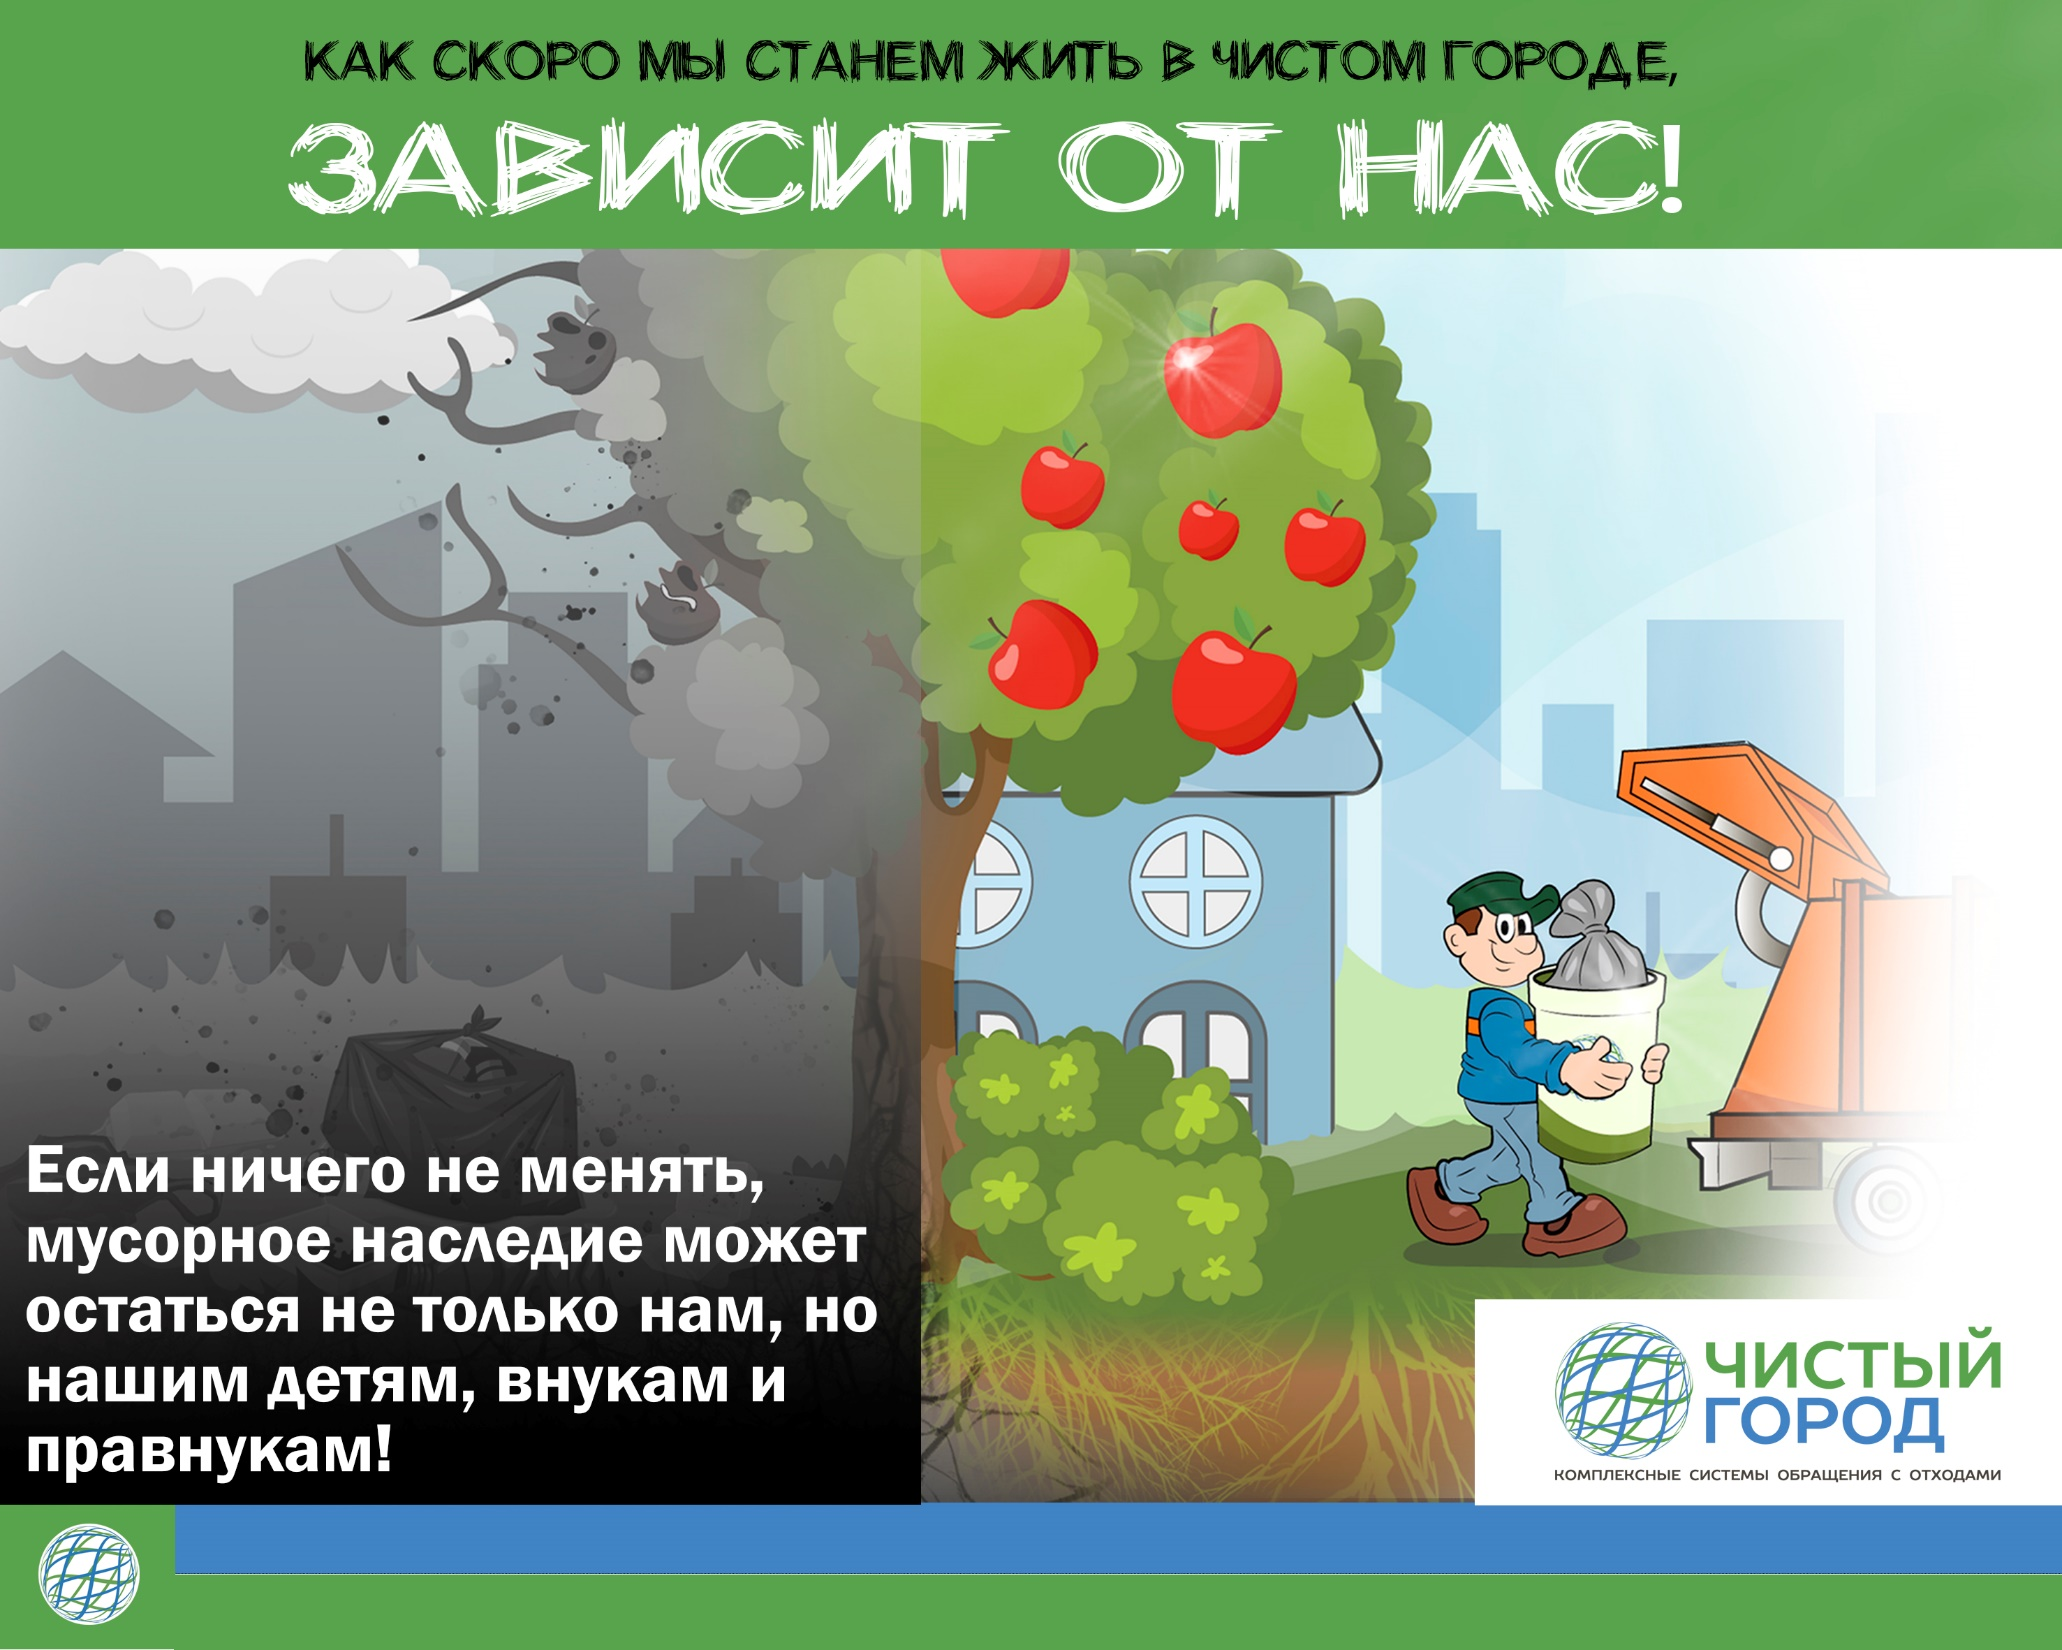 КАК СКОРО МЫ СТАНЕМ ЖИТЬ В ЧИСТОМ ГОРОДЕ,
ЗАВИСИТ ОТ НАС!
Если ничего не менять,
мусорное наследие может
остаться не только нам, но
нашим детям, внукам и
правнукам!
ЧИСТЫЙ
ГОРОД
КОМПЛЕКСНЫЕ СИСТЕМЫ ОБРАЩЕНИЯ С ОТХОДАМИ